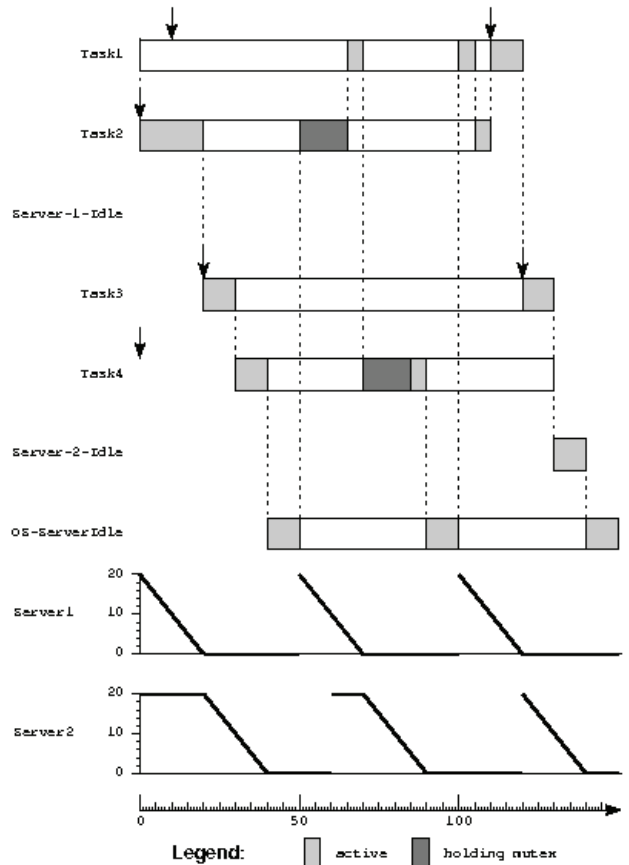 Task1
Task2
Server-1-Idle
Task3
Task4
Server-2-Idle
OS-ServerIdle
20
Server1 10
0
20
Server2 10
0
0 50 100
Legend: active holding mutex